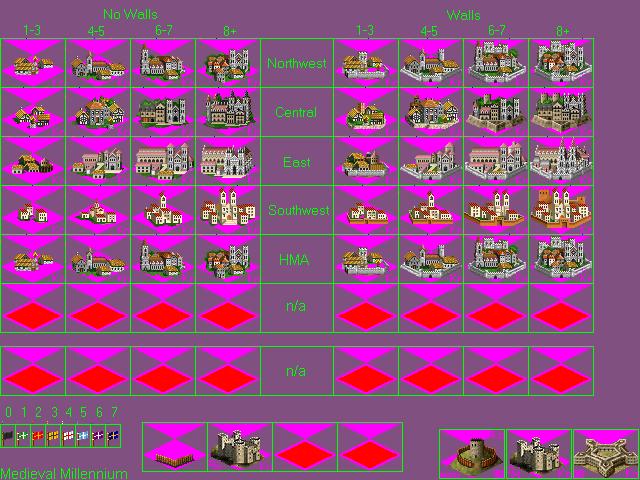 No Walls Walls
1-3 4-5 6-7 8+ 1-3 4-5 6-7 8+
Northwest
Central
East
Southwest
HMA
n/a
n/a
0 1 2 3 4 5 6 7
Medieval Millennium